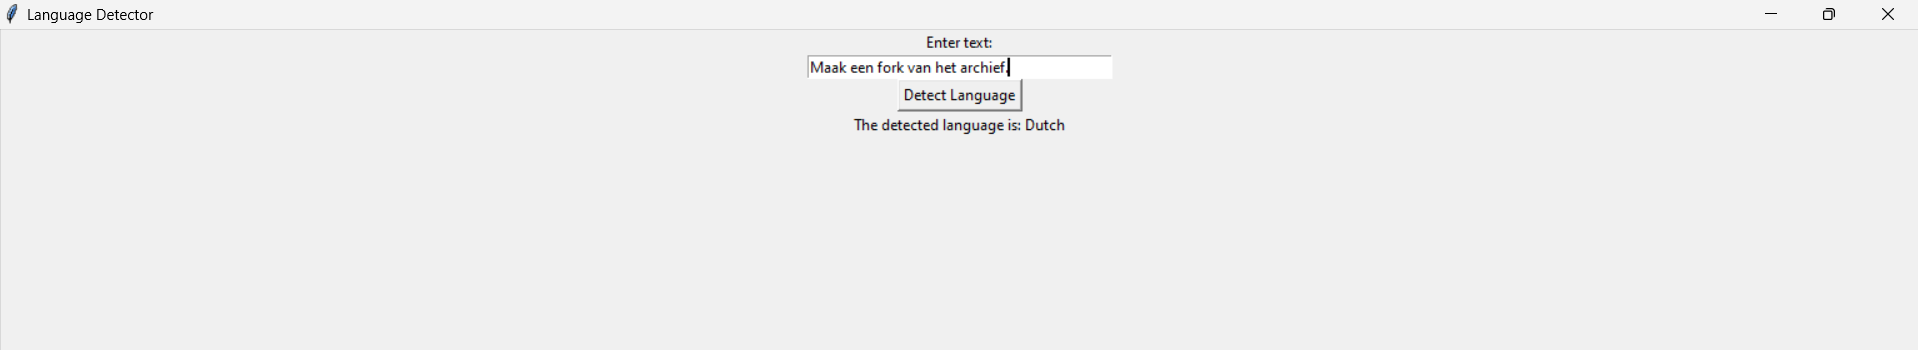 Language Detector
Enter text:
Maak een fork van het archief.
Detect Language
The detected language is: Dutch